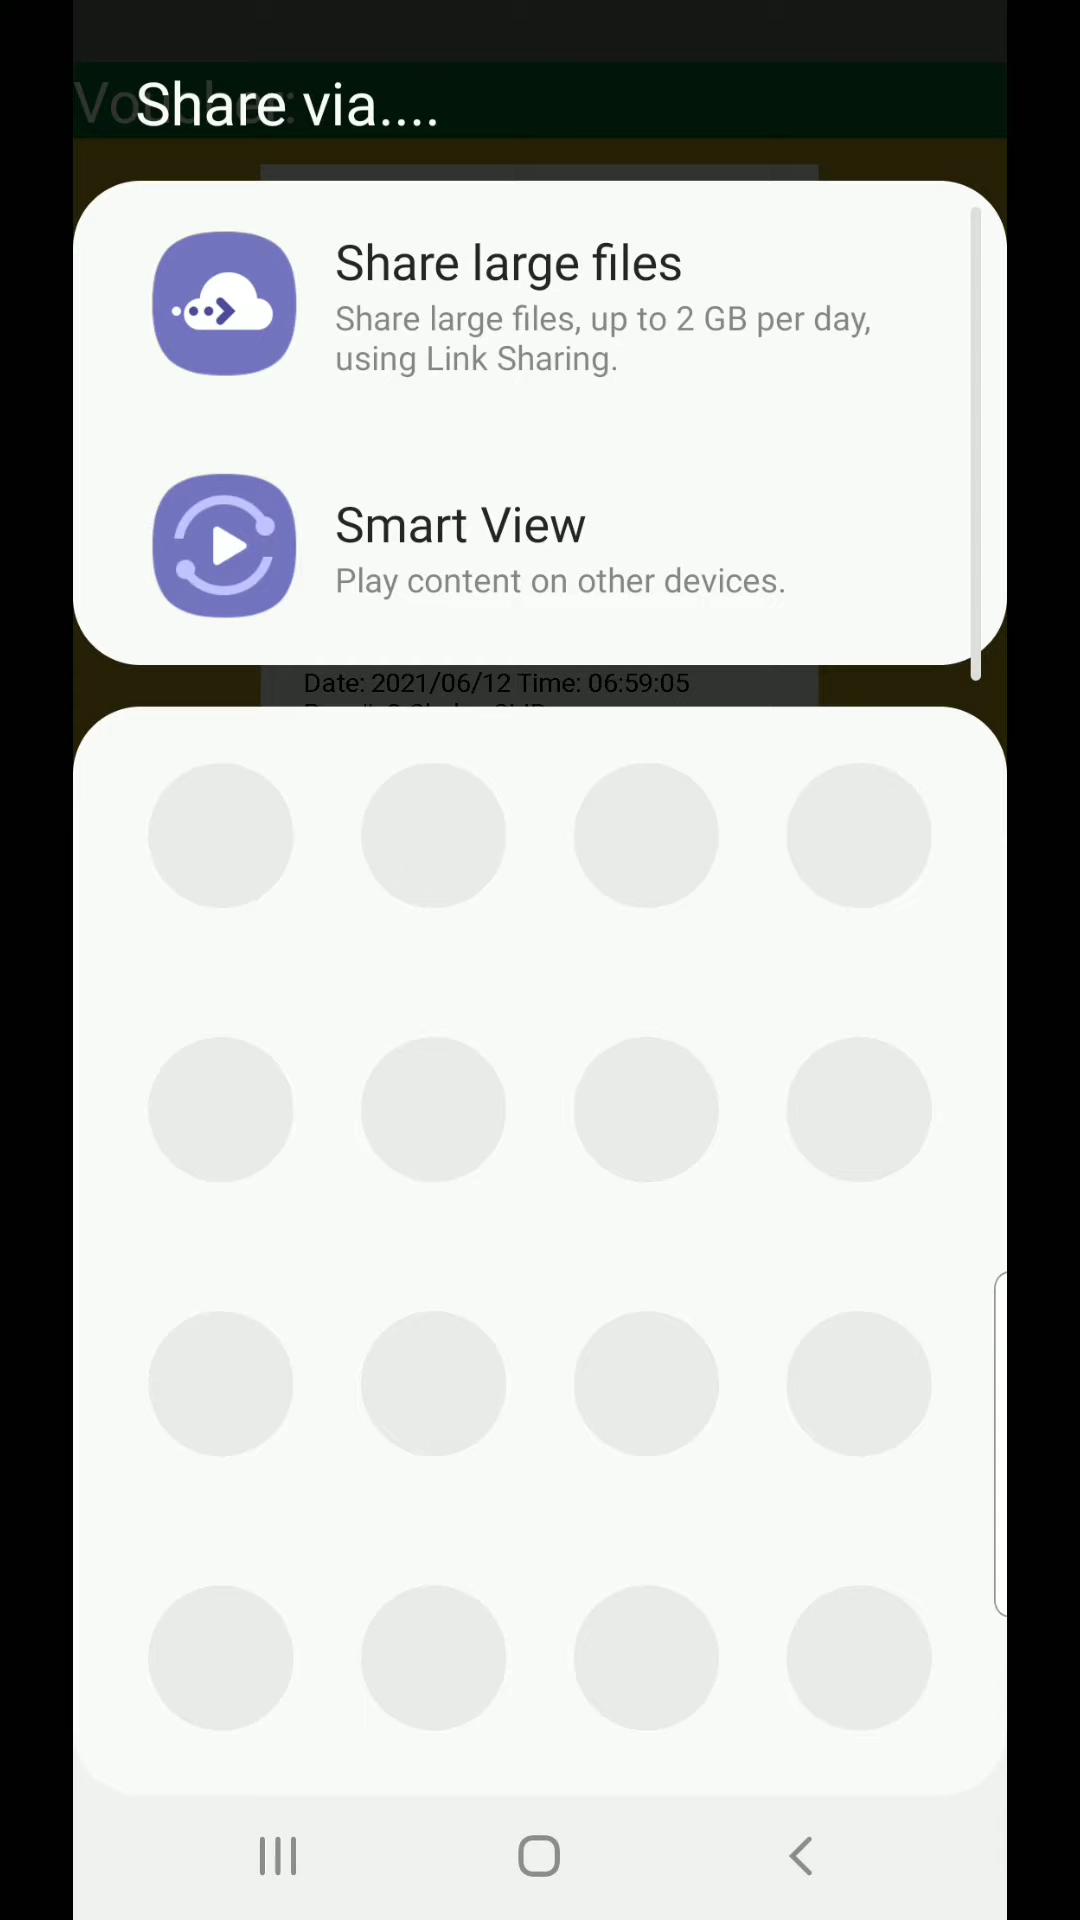 Share via....
Share large files
Share large files, up to 2 GB per day,
using Link Sharing.
Smart View
Play content on other devices.
Date: 2021/06/12 Time: 06:59:05